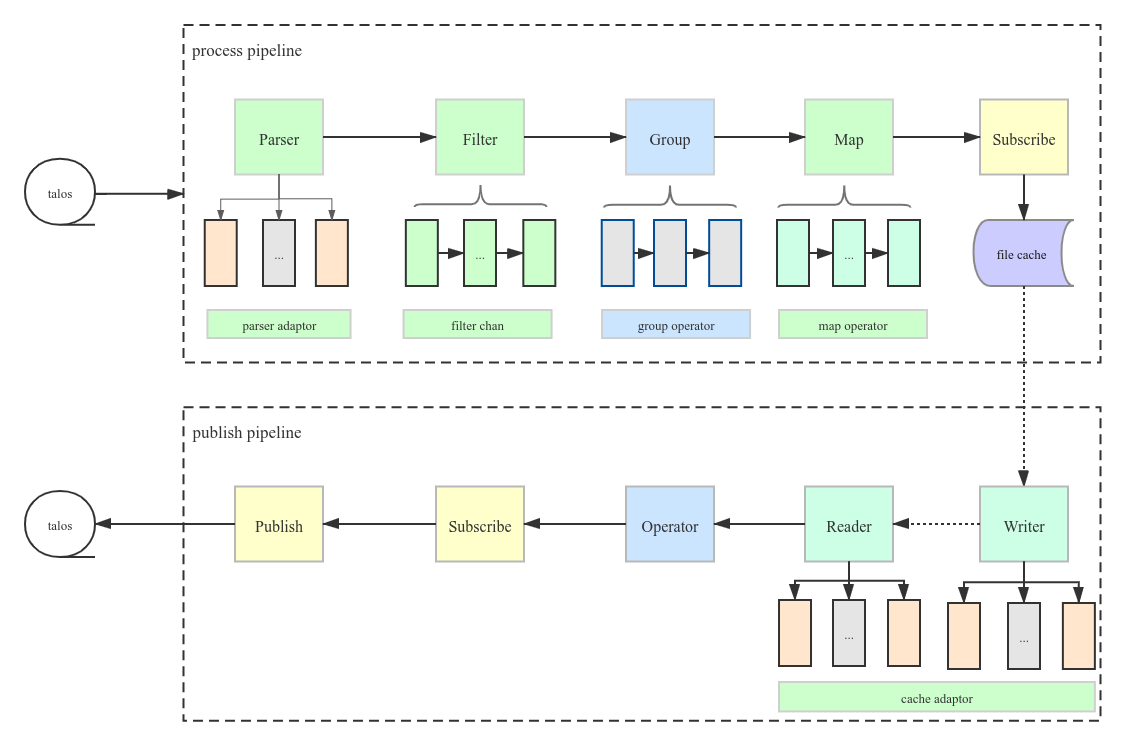 process pipeline
Parser
Filter
Group
Map
Subscribe
talos
...
...
...
file cache
parser adaptor
filter chan
group operator
map operator
publish pipeline
talos
Publish
Subscribe
Operator
Reader
Writer
...
...
cache adaptor